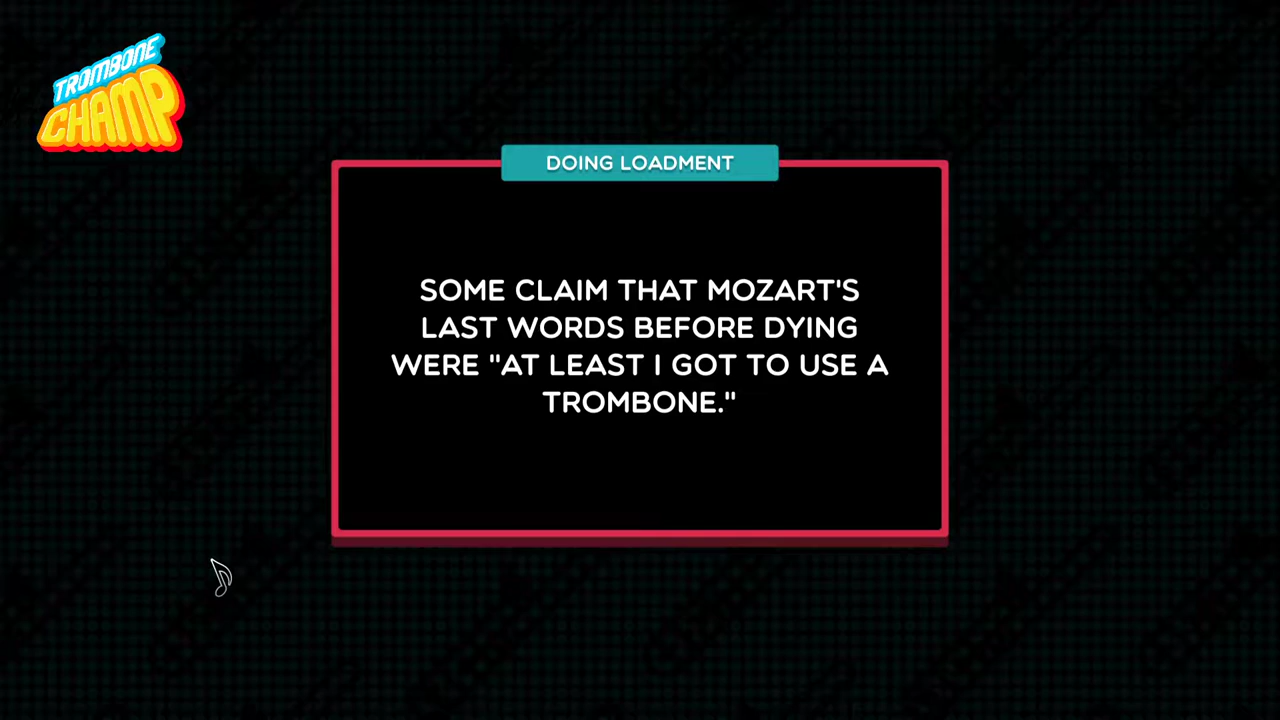 TROMBONE
CHAMP
DOING LOADMENT
SOME CLAIM THAT MOZART'S
LAST WORDS BEFORE DYING
WERE "AT LEAST I GOT TO USE A
TROMBONE."